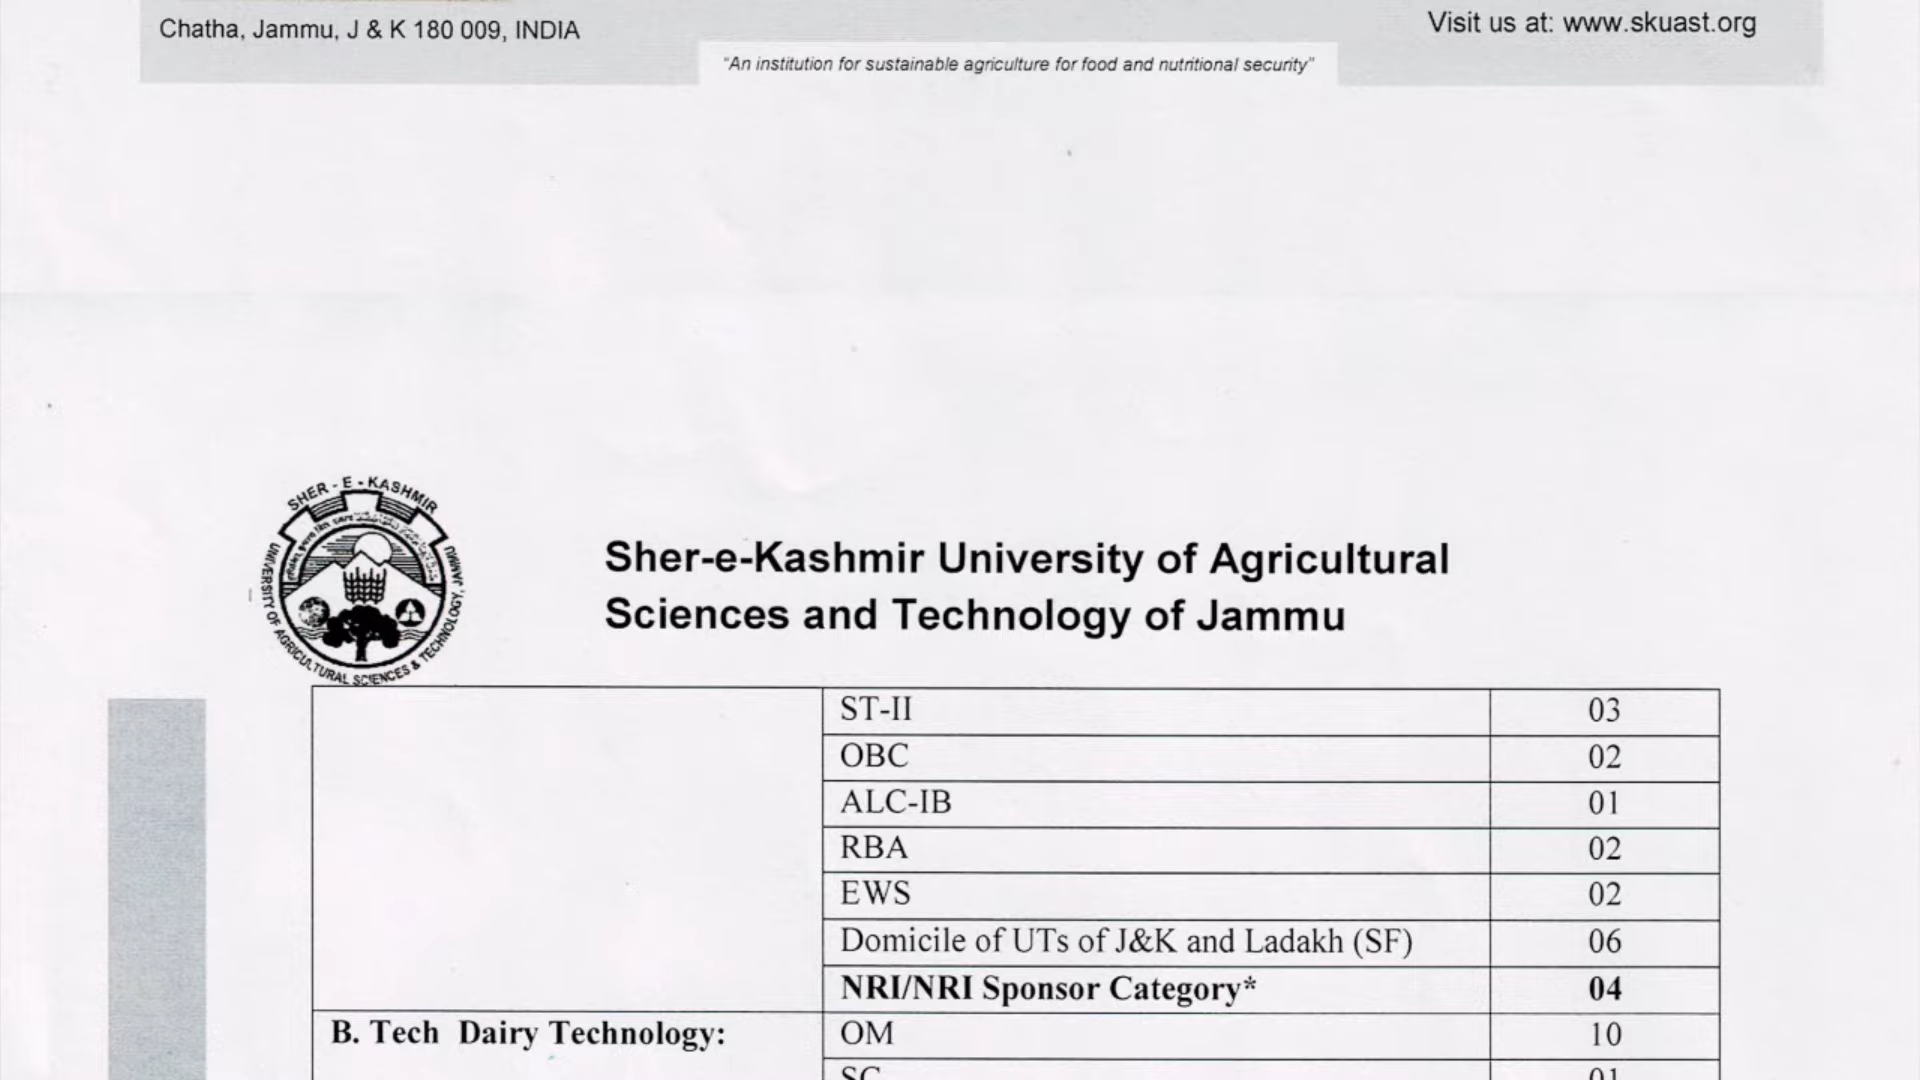 Chatha, Jammu, J & K 180 009, INDIA
Visit us at: www.skuast.org
"An institution for sustainable agriculture for food and nutritional security"
SHER - E - KASHMIR
UNIVERSITY OF AGRICULTURAL SCIENCES & TECHNOLOGY, JAMMU
Sher-e-Kashmir University of Agricultural
Sciences and Technology of Jammu
ST-II 03
OBC 02
ALC-IB 01
RBA 02
EWS 02
Domicile of UTs of J&K and Ladakh (SF) 06
NRI/NRI Sponsor Category* 04
B. Tech Dairy Technology: OM 10
SC 01